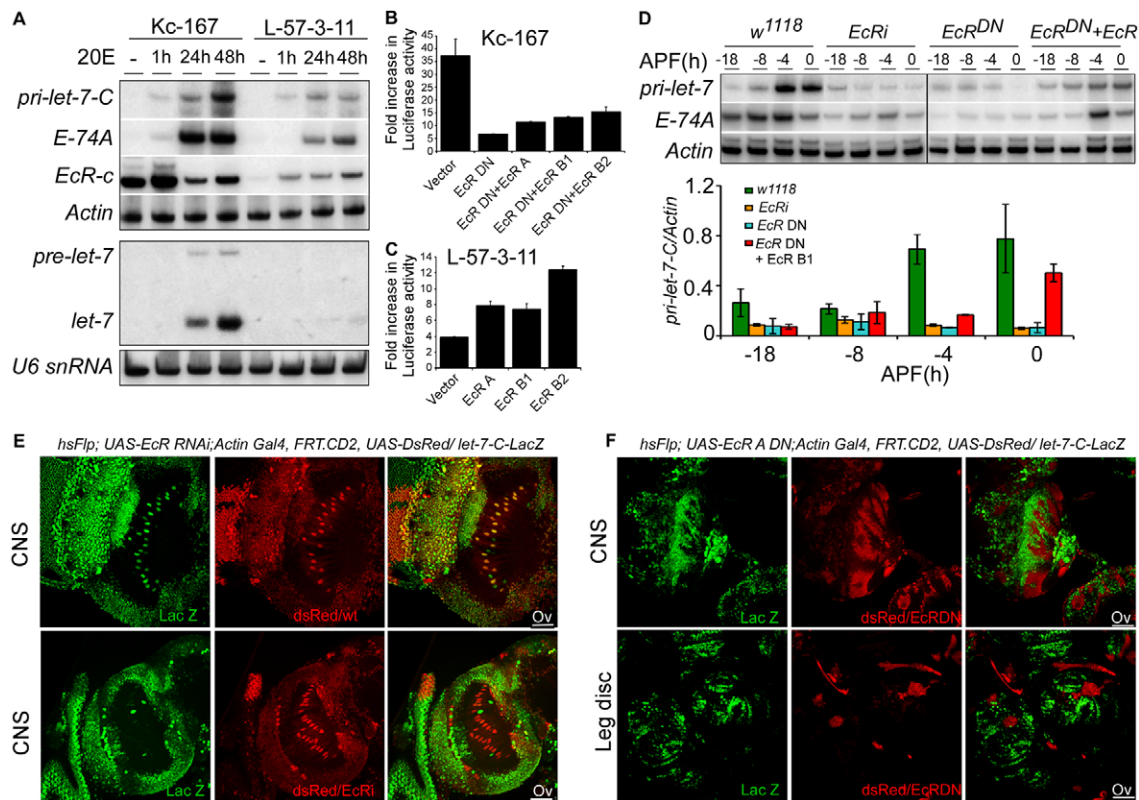 A
Kc-167 L-57-3-11
20E - 1h 24h 48h - 1h 24h 48h
pri-let-7-C
E-74A
EcR-c
Actin
pre-let-7
let-7
U6 snRNA
B
Kc-167
Fold increase in
Luciferase activity
45
40
35
30
25
20
15
10
5
0
Vector
EcR DN
EcR DN+EcR A
EcR DN+EcR B1
EcR DN+EcR B2
C
L-57-3-11
Fold increase in
Luciferase activity
14
12
10
8
6
4
2
0
Vector
EcR A
EcR B1
EcR B2
D
w1118 EcRi EcRDN EcRDN+EcR
APF(h) -18 -8 -4 0 -18 -8 -4 0 -18 -8 -4 0 -18 -8 -4 0
pri-let-7
E-74A
Actin
pri-let-7-C/Actin
1.2
0.8
0.4
0
w1118
EcRi
EcR DN
EcR DN
+ EcR B1
-18 -8 -4 0
APF(h)
E
hsFlp; UAS-EcR RNAi;Actin Gal4, FRT.CD2, UAS-DsRed/ let-7-C-LacZ
CNS
Lac Z
dsRed/wt
Ov
CNS
Lac Z
dsRed/EcRi
Ov
F
hsFlp; UAS-EcR A DN;Actin Gal4, FRT.CD2, UAS-DsRed/ let-7-C-LacZ
CNS
Lac Z
dsRed/EcRDN
Ov
Leg disc
Lac Z
dsRed/EcRDN
Ov